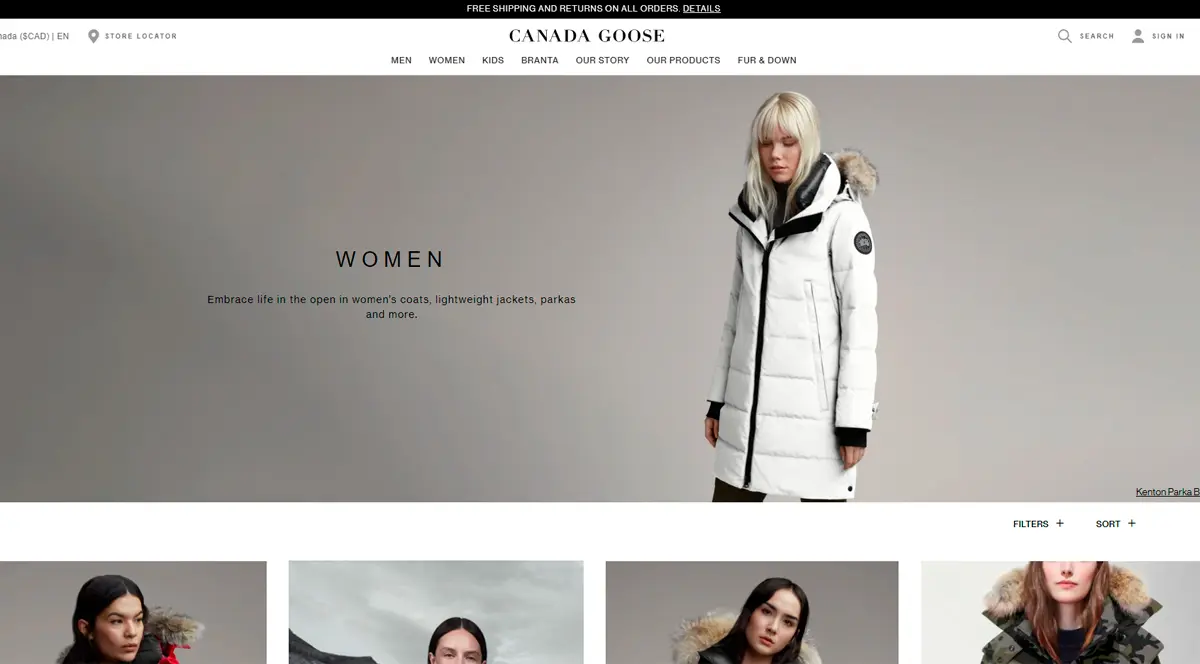 FREE SHIPPING AND RETURNS ON ALL ORDERS. DETAILS
nada ($CAD) | EN
STORE LOCATOR
CANADA GOOSE
SEARCH
SIGN IN
MEN WOMEN KIDS BRANTA OUR STORY OUR PRODUCTS FUR & DOWN
WOMEN
Embrace life in the open in women's coats, lightweight jackets, parkas
and more.
Kenton Parka B
FILTERS +
SORT +